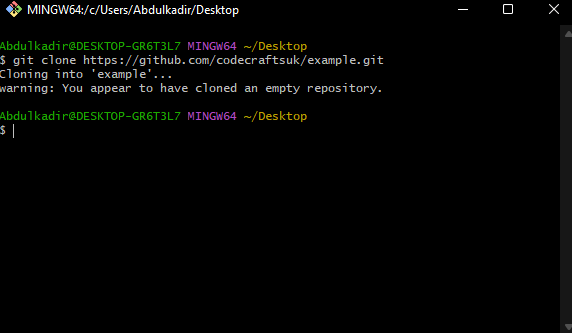 MINGW64:/c/Users/Abdulkadir/Desktop
Abdulkadir@DESKTOP-GR6T3L7 MINGW64 ~/Desktop
$ git clone https://github.com/codecraftsuk/example.git
Cloning into 'example'...
warning: You appear to have cloned an empty repository.
Abdulkadir@DESKTOP-GR6T3L7 MINGW64 ~/Desktop
$